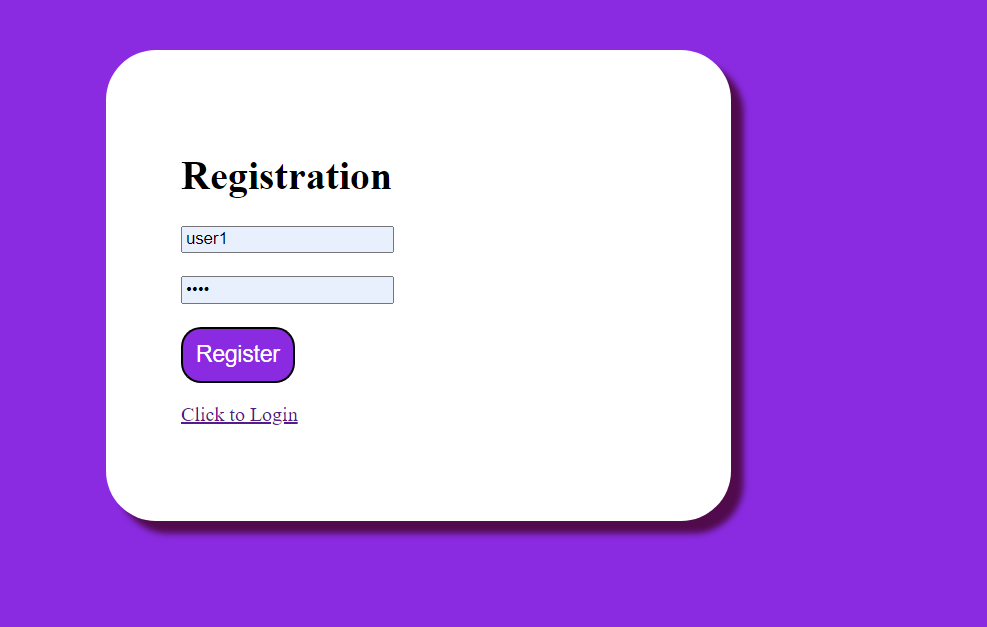 Registration
user1
••••
Register
Click to Login